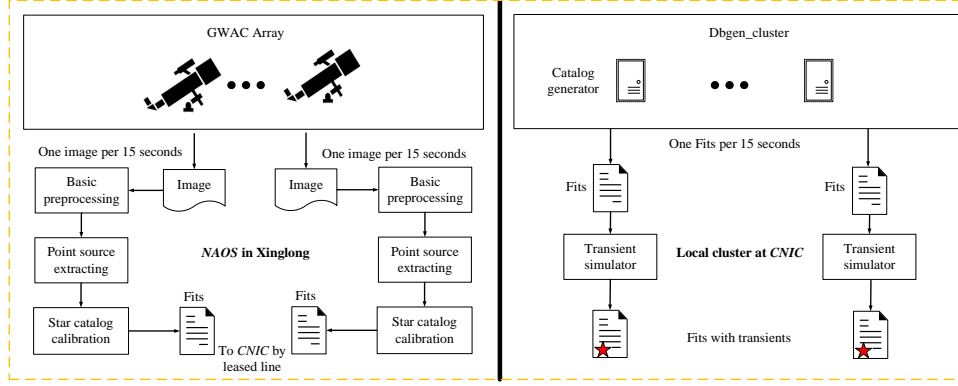 GWAC Array
One image per 15 seconds
One image per 15 seconds
Basic
preprocessing
Image
Image
Basic
preprocessing
Point source
extracting
NAOS in Xinglong
Point source
extracting
Star catalog
calibration
Fits
Fits
Star catalog
calibration
To CNIC by
leased line
Dbgen_cluster
Catalog
generator
One Fits per 15 seconds
Fits
Fits
Transient
simulator
Local cluster at CNIC
Transient
simulator
Fits with transients